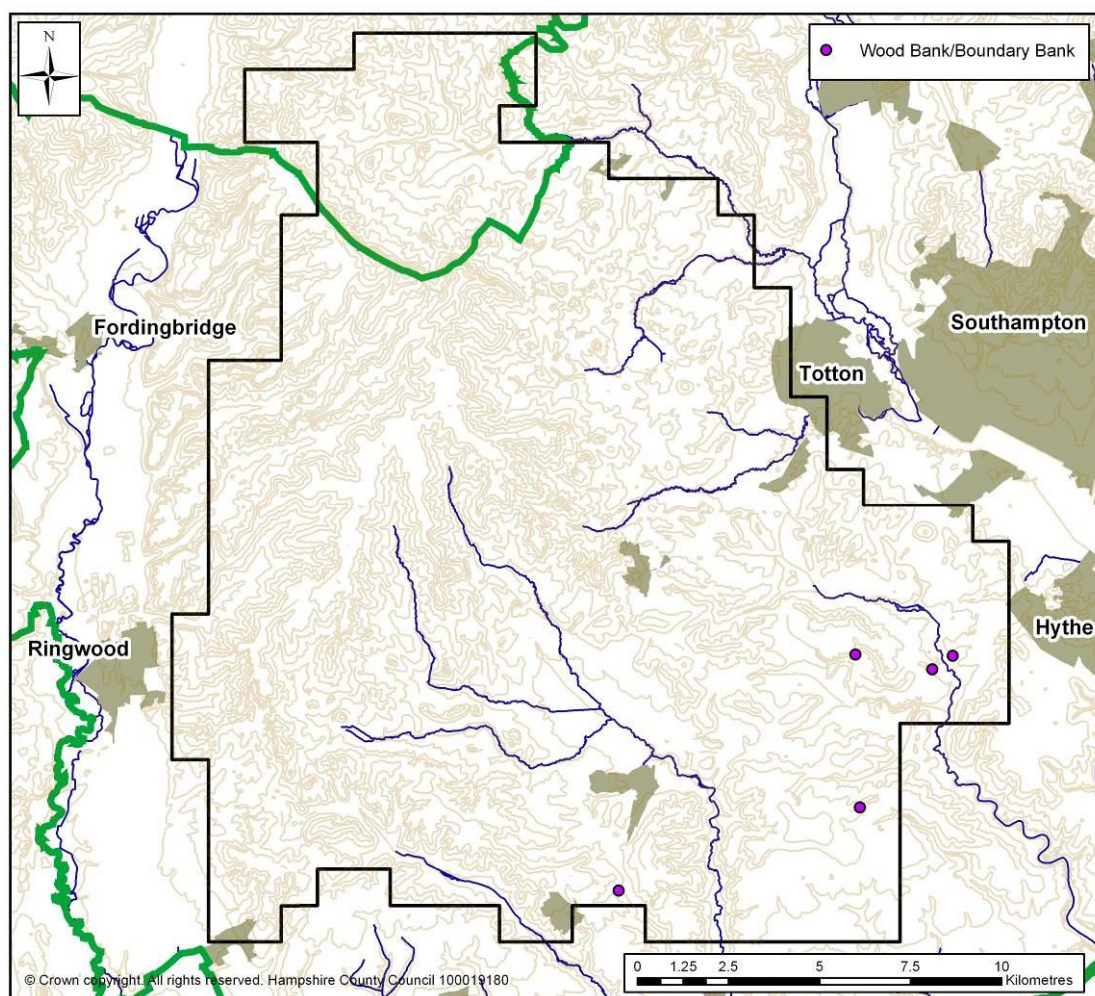 N
Wood Bank/Boundary Bank
Fordingbridge
Southampton
Totton
Ringwood
Hythe
0 1.25 2.5 5 7.5 10
Kilometres
© Crown copyright. All rights reserved. Hampshire County Council 100019180